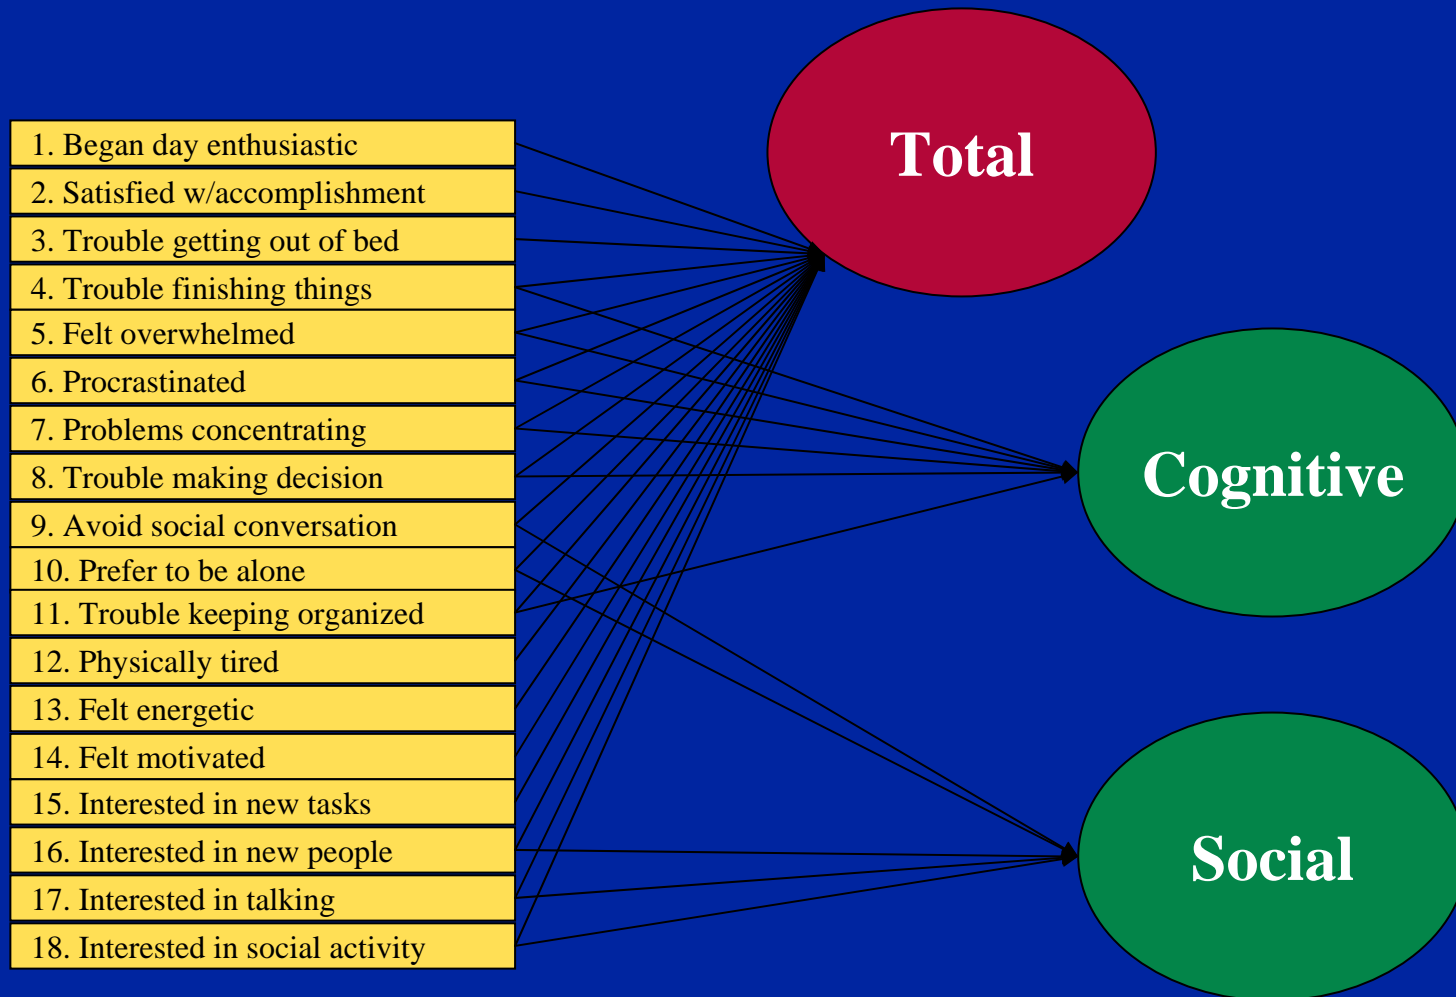 Total
1. Began day enthusiastic
2. Satisfied w/accomplishment
3. Trouble getting out of bed
4. Trouble finishing things
5. Felt overwhelmed
6. Procrastinated
7. Problems concentrating
8. Trouble making decision
9. Avoid social conversation
10. Prefer to be alone
11. Trouble keeping organized
12. Physically tired
13. Felt energetic
14. Felt motivated
15. Interested in new tasks
16. Interested in new people
17. Interested in talking
18. Interested in social activity
Cognitive
Social